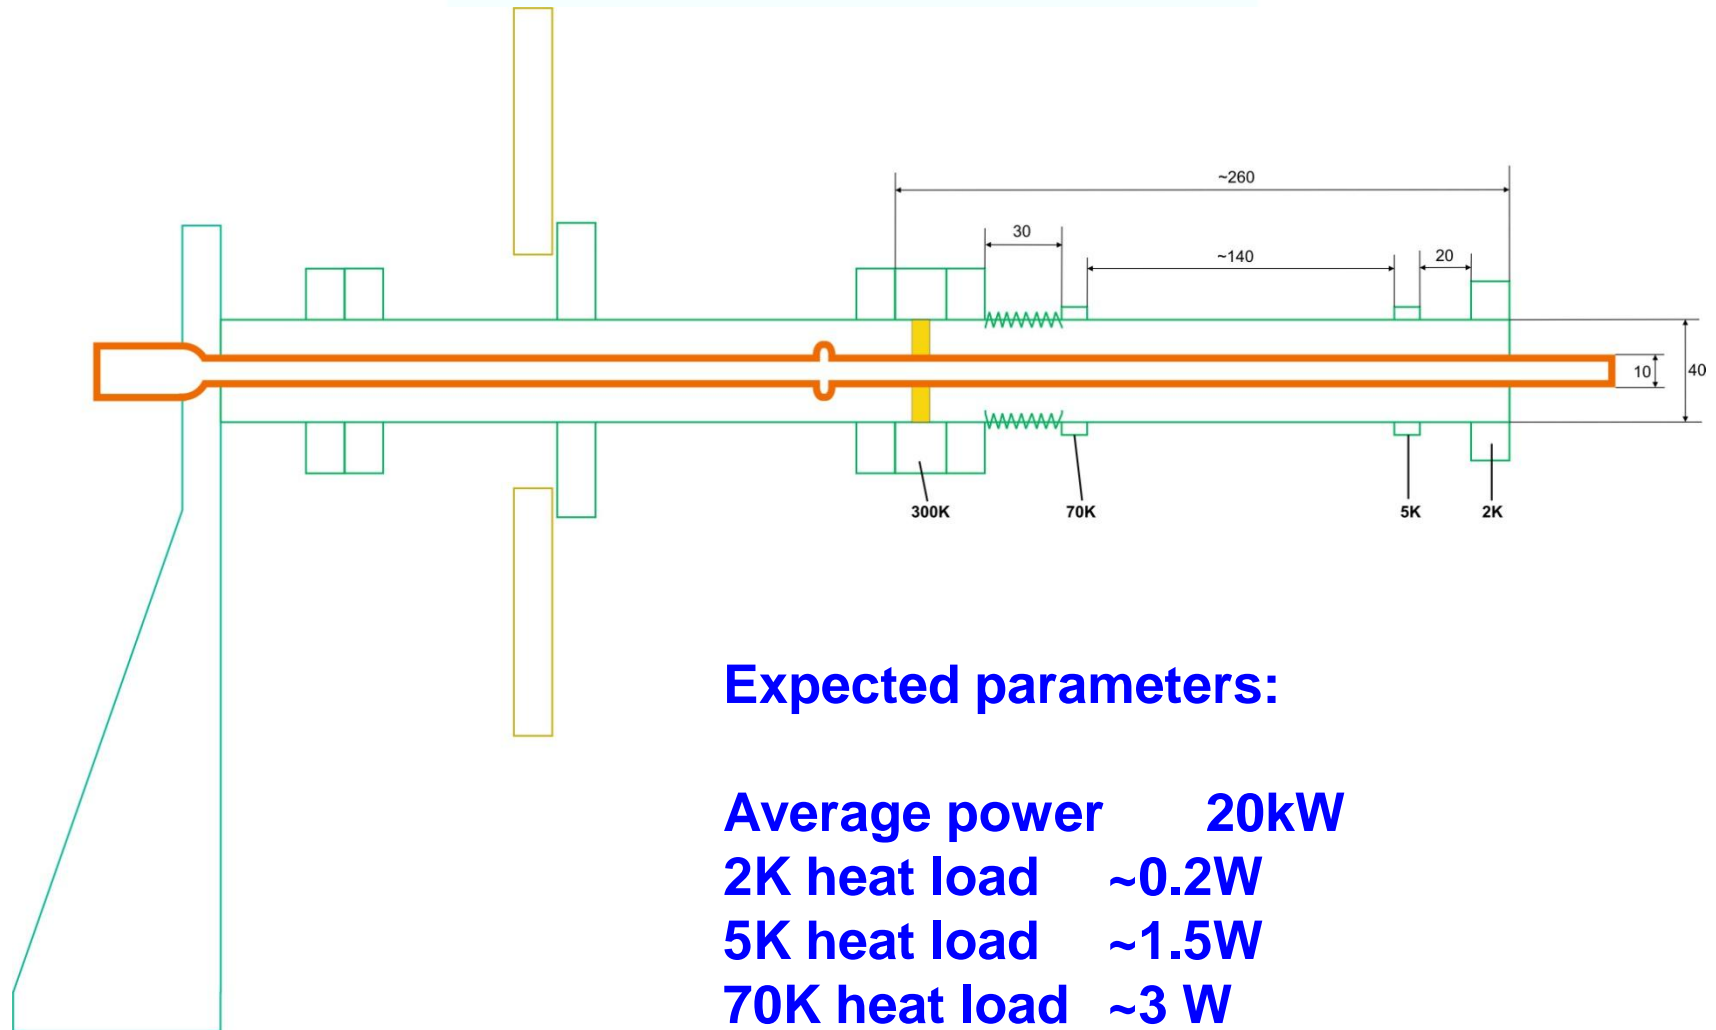 ~260
30
~140
20
10
40
300K
70K
5K
2K
Expected parameters:
Average power 20kW
2K heat load ~0.2W
5K heat load ~1.5W
70K heat load ~3 W